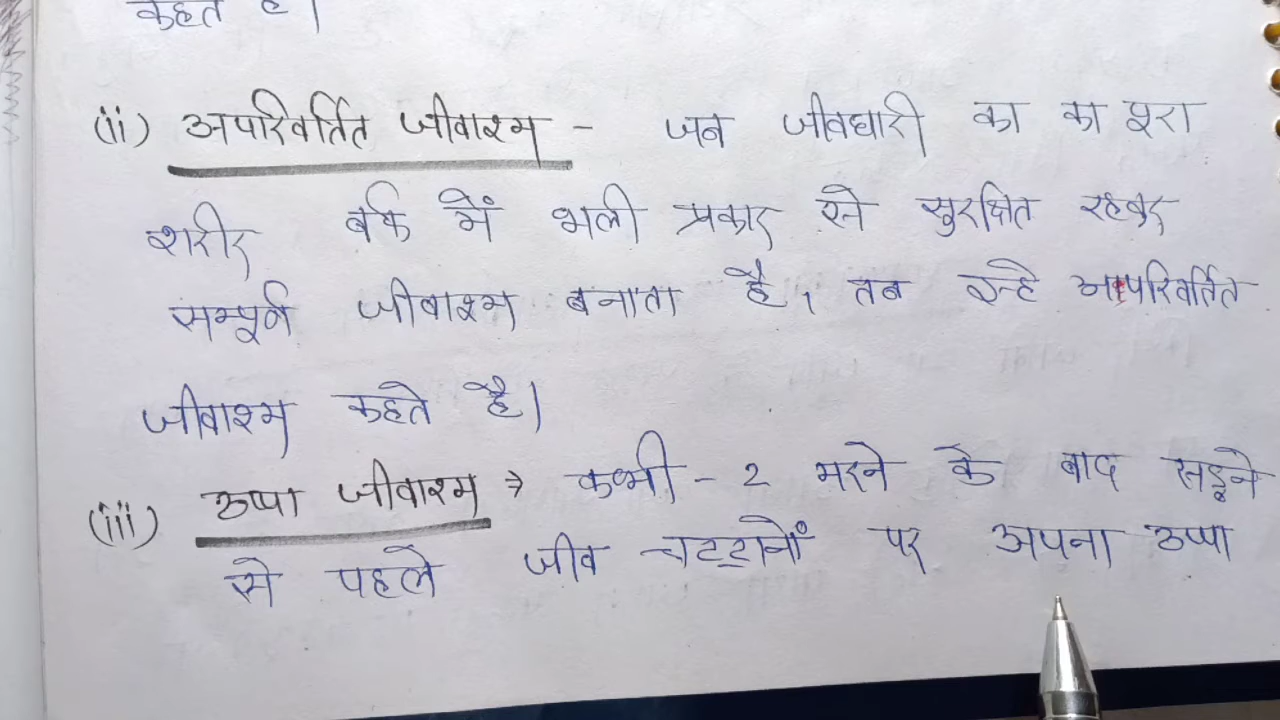 कहते है।
(ii) अपरिवर्तित जीवाश्म - जब जीवधारी का का पूरा
शरीर बर्फ में भली प्रकार से सुरक्षित रहकर
सम्पूर्ण जीवाश्म बनाता है, तब इन्हे अपरिवर्तित
जीवाश्म कहते है।
(iii) ठप्पा जीवाश्म → कभी - 2 मरने के बाद सड़ने
से पहले जीव चट्टानों पर अपना ठप्पा